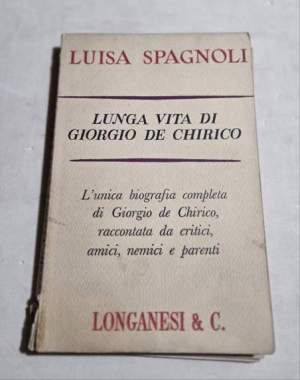 LUISA SPAGNOLI
LUNGA VITA DI
GIORGIO DE CHIRICO
L'unica biografia completa
di Giorgio de Chirico,
raccontata da critici,
amici, nemici e parenti
LONGANESI & C.